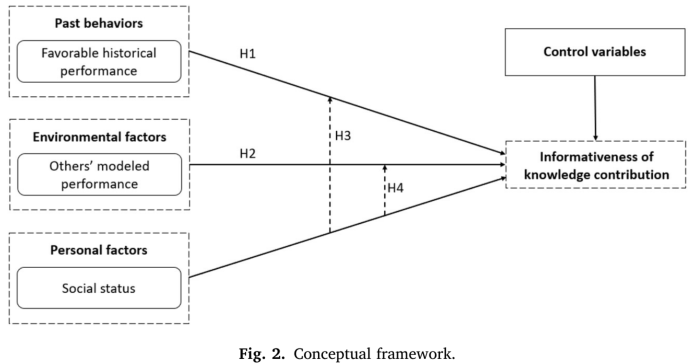 Past behaviors
Favorable historical
performance
H1
Control variables
Environmental factors
Others' modeled
performance
H2
H3
H4
Informativeness of
knowledge contribution
Personal factors
Social status
Fig. 2. Conceptual framework.